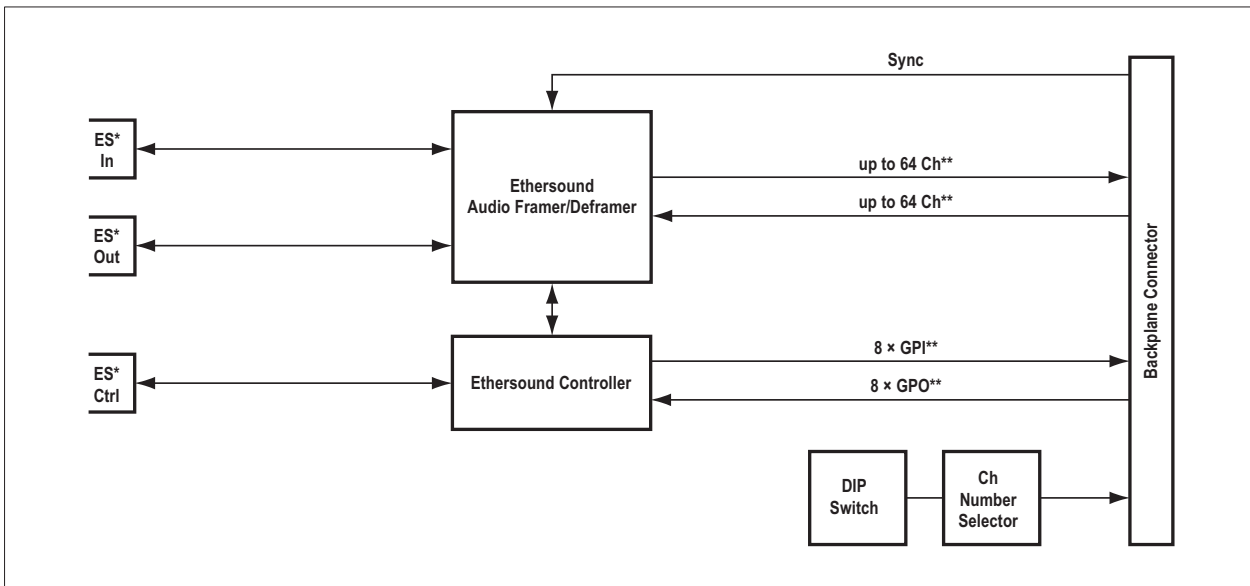 Sync
ES*
In
up to 64 Ch**
Ethersound
Audio Framer/Deframer
up to 64 Ch**
ES*
Out
Backplane Connector
8 × GPI**
ES*
Ctrl
Ethersound Controller
8 × GPO**
DIP
Switch
Ch
Number
Selector